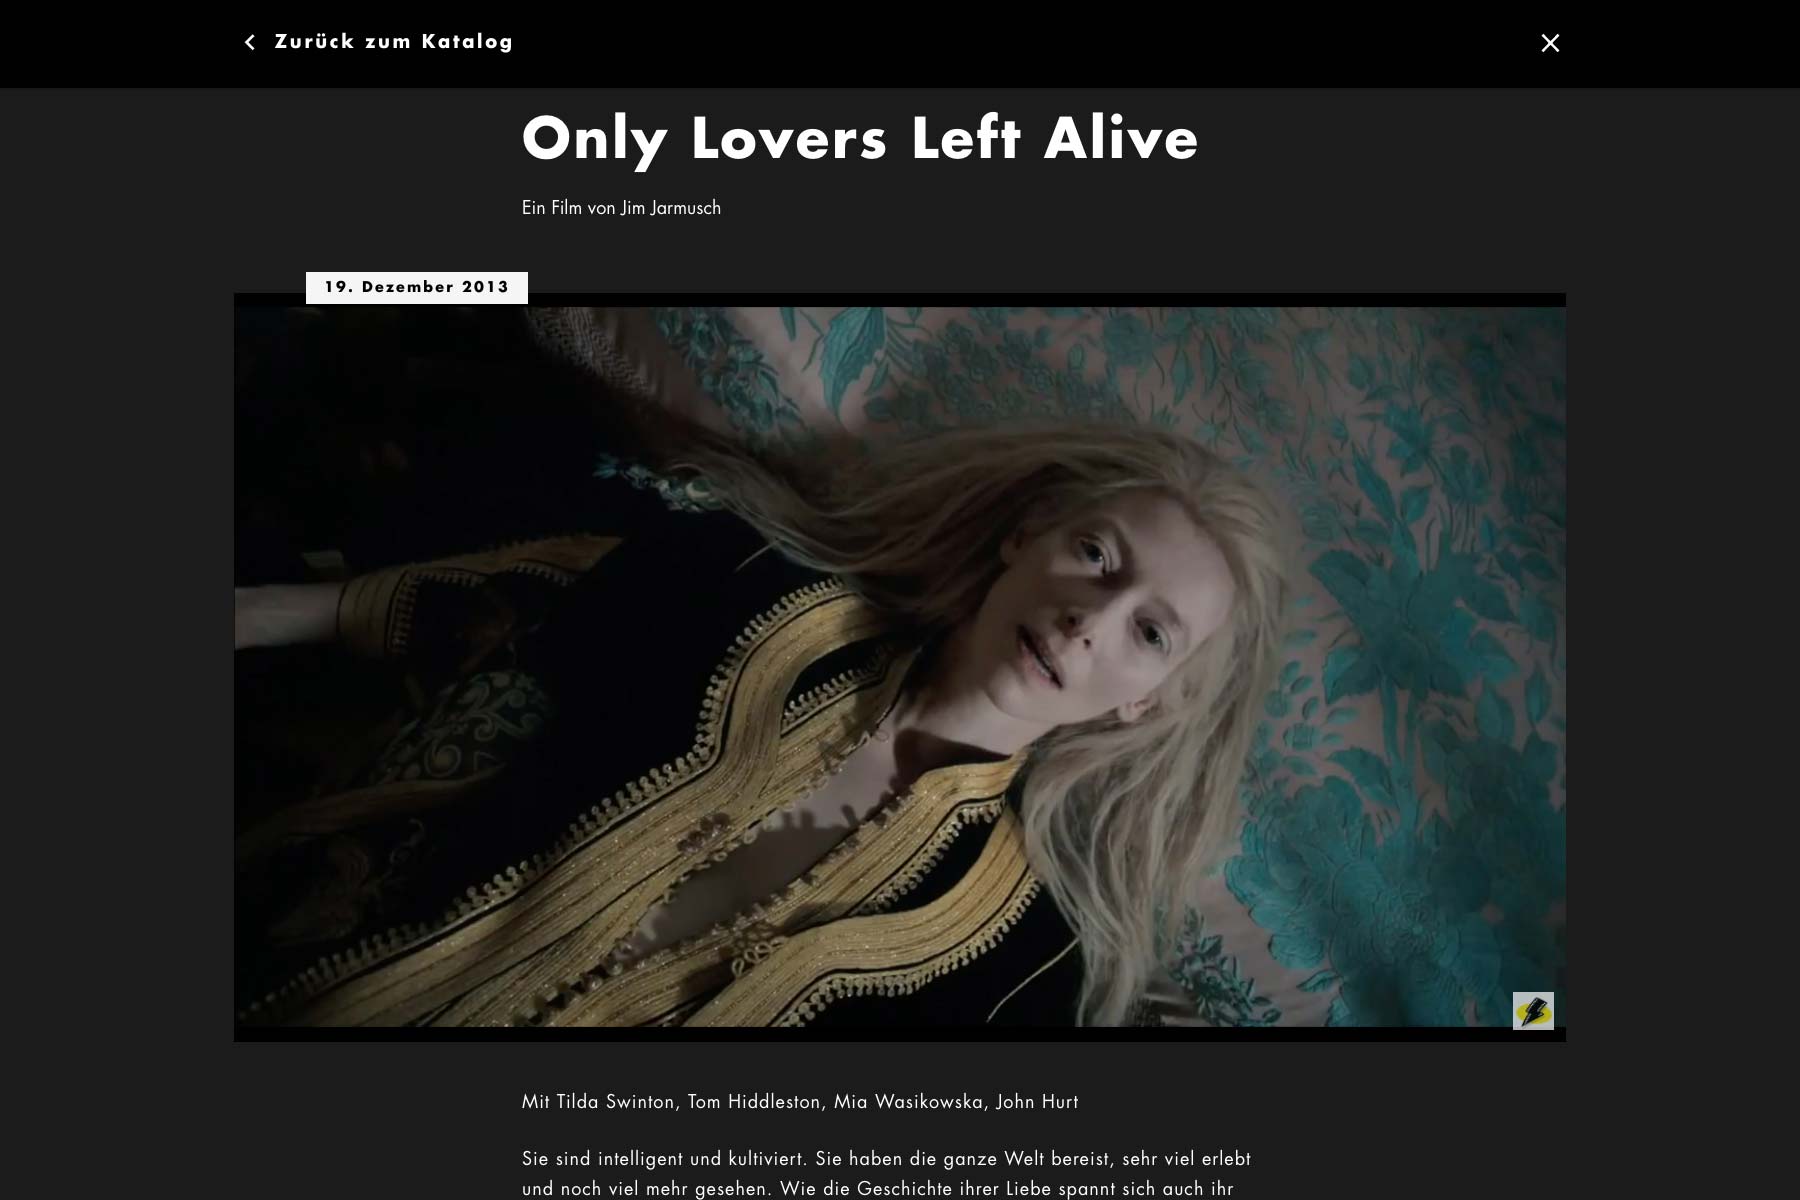 Zurück zum Katalog
Only Lovers Left Alive
Ein Film von Jim Jarmusch
19. Dezember 2013
Mit Tilda Swinton, Tom Hiddleston, Mia Wasikowska, John Hurt
Sie sind intelligent und kultiviert. Sie haben die ganze Welt bereist, sehr viel erlebt
und noch viel mehr gesehen. Wie die Geschichte ihrer Liebe spannt sich auch ihr